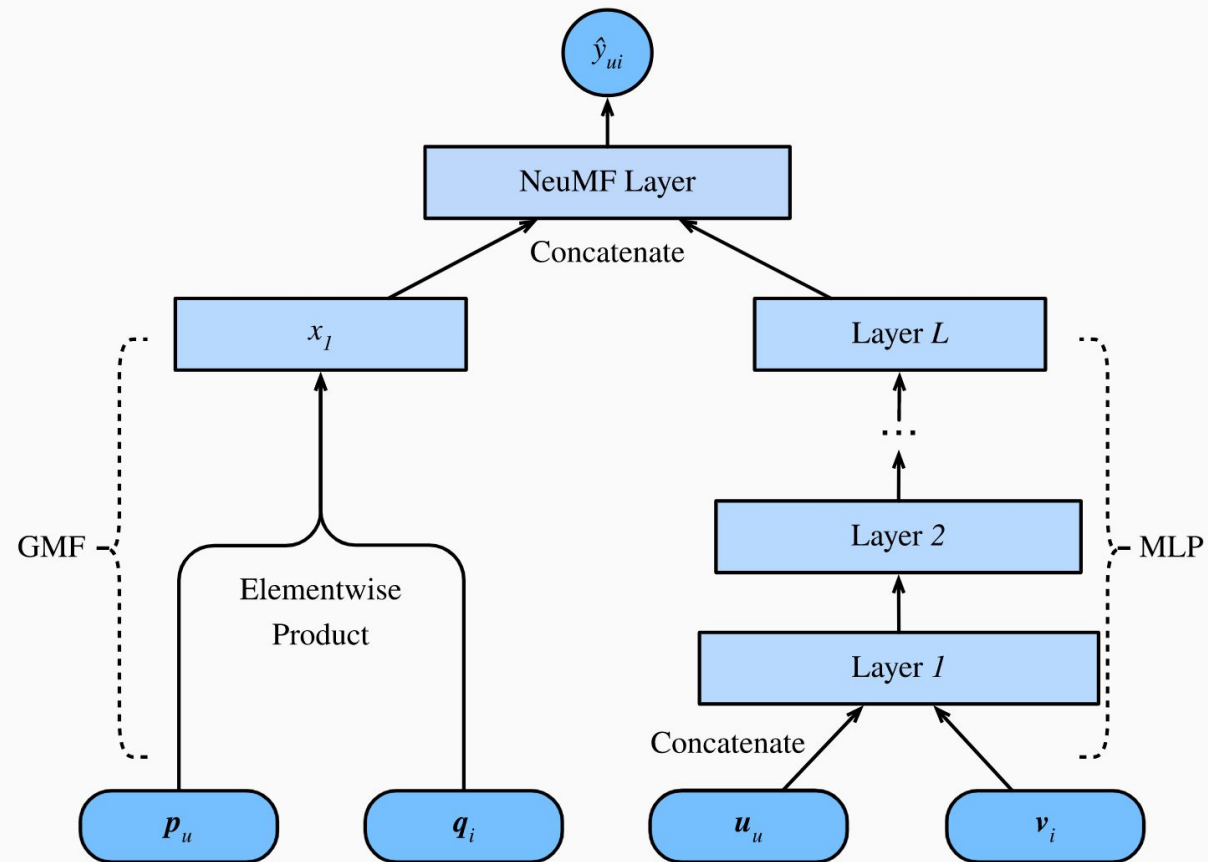 ŷ_ui
NeuMF Layer
Concatenate
x_1
Layer L
...
Layer 2
GMF
MLP
Elementwise
Product
Layer 1
Concatenate
p_u
q_i
u_u
v_i